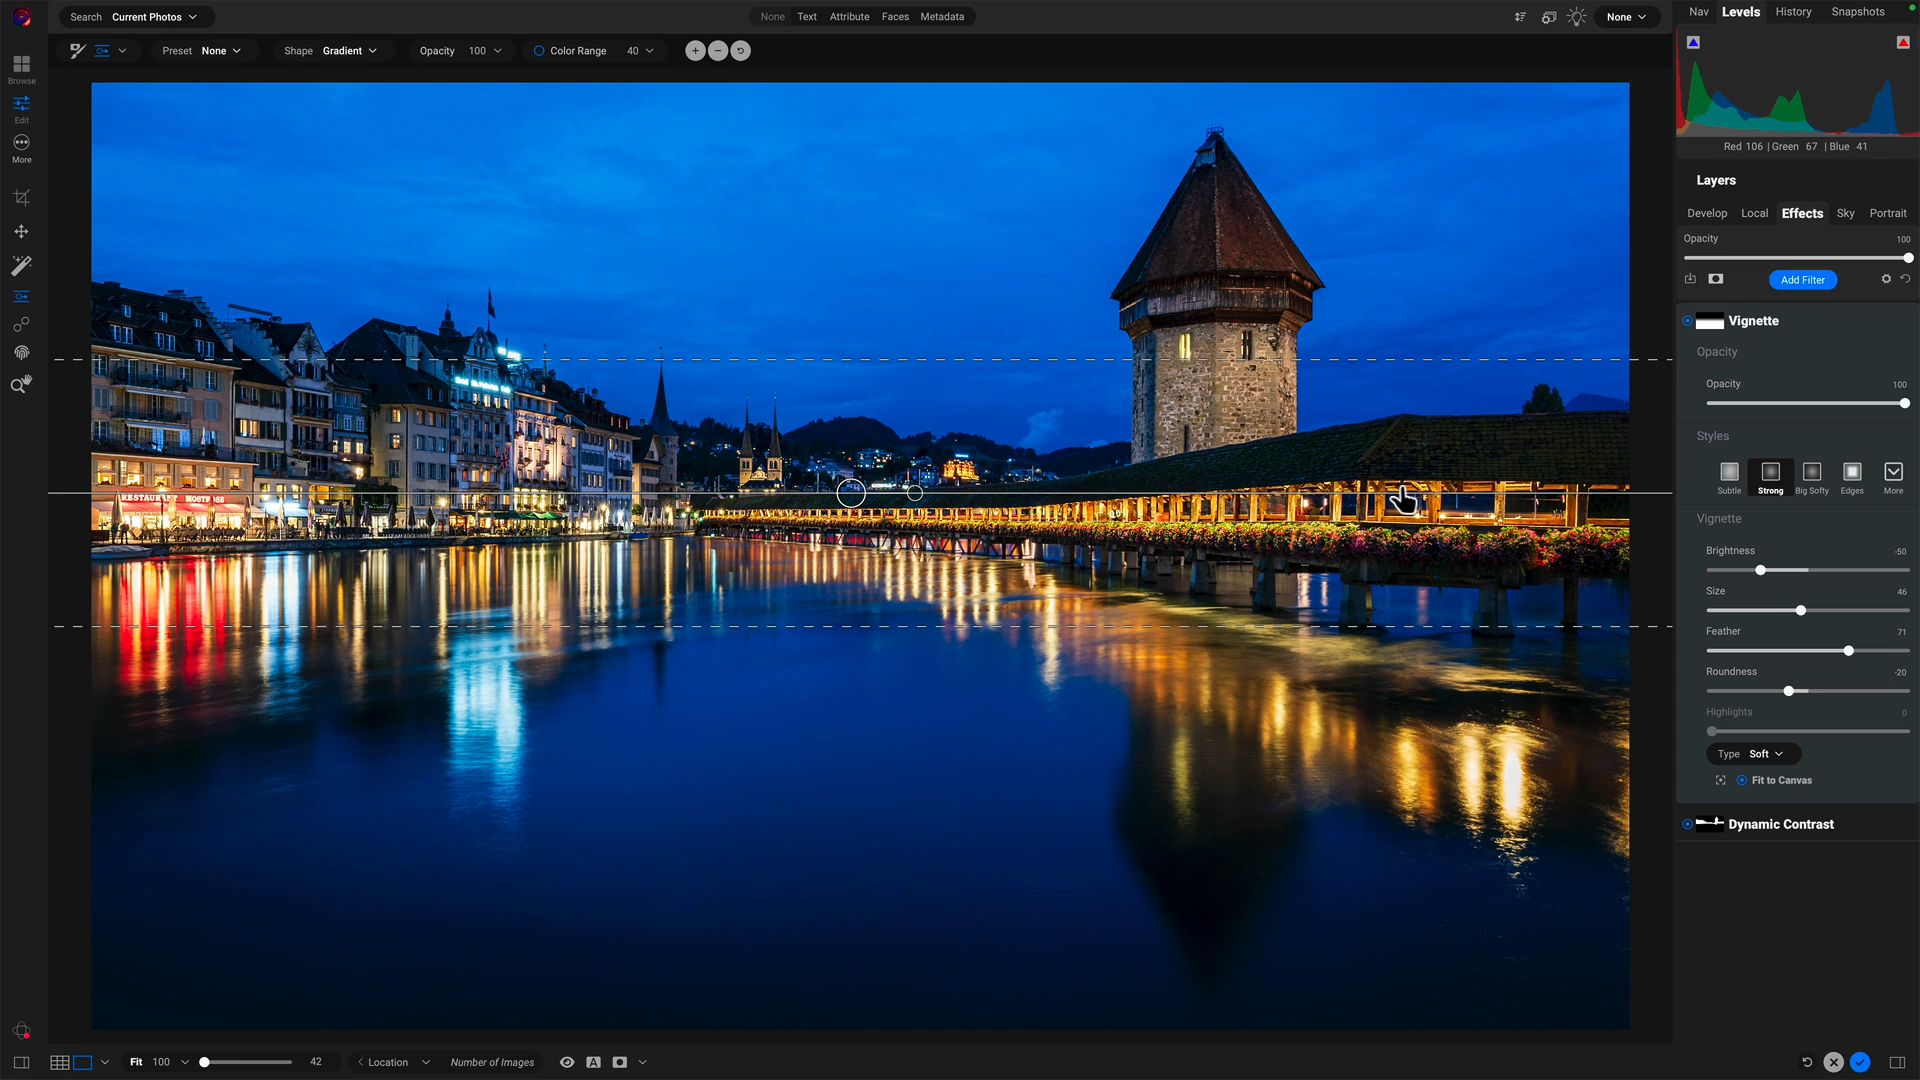 Search Current Photos
None Text Attribute Faces Metadata
None
Nav Levels History Snapshots
Preset None
Shape Gradient
Opacity 100
Color Range 40
Browse
Edit
More
Red 106 | Green 67 | Blue 41
Layers
Develop Local Effects Sky Portrait
Opacity 100
Add Filter
Vignette
Opacity
Opacity 100
Styles
Subtle Strong Big Softy Edges More
Vignette
Brightness -50
Size 46
Feather 71
Roundness -20
Highlights 0
Type Soft
Fit to Canvas
Dynamic Contrast
RESTAURANT MOSTROSE
Fit 100
42
Location
Number of Images
A